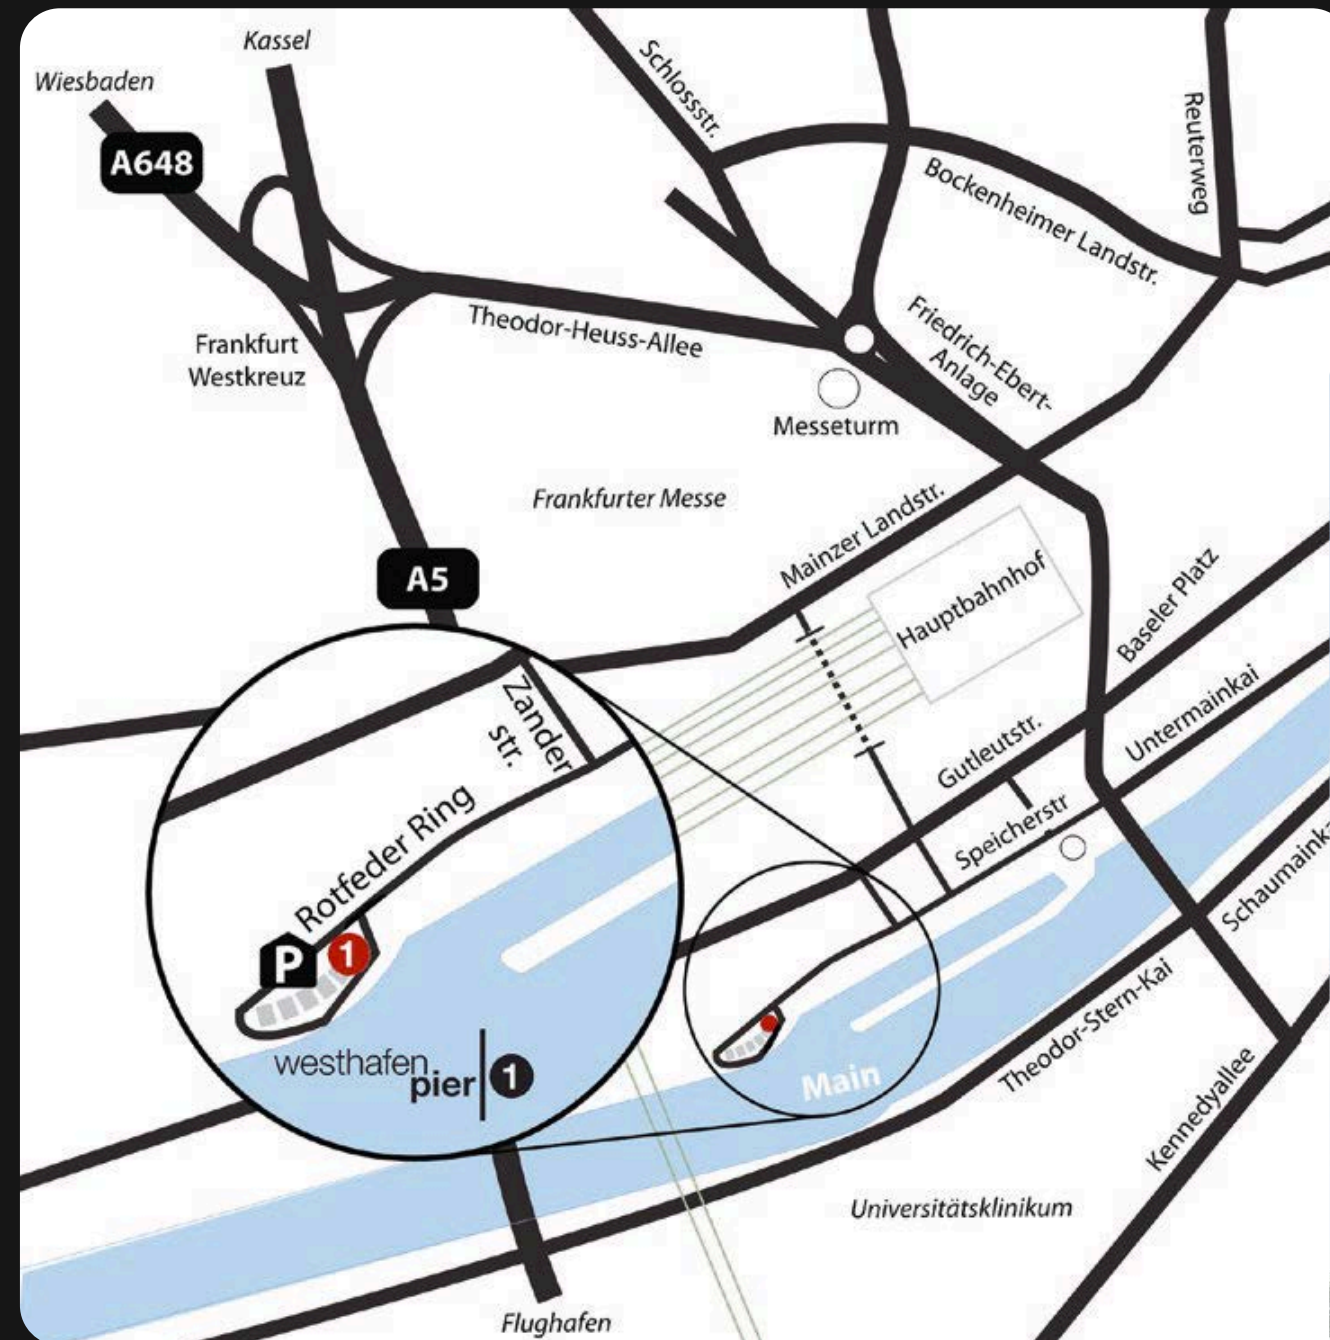 Kassel
Wiesbaden
A648
Schlossstr.
Reuterweg
Bockenheimer Landstr.
Theodor-Heuss-Allee
Friedrich-Ebert-
Anlage
Frankfurt
Westkreuz
Messeturm
Frankfurter Messe
Mainzer Landstr.
A5
Hauptbahnhof
Baseler Platz
Zander
str.
Untermainkai
Gutleutstr.
Speicherstr
Rotfeder Ring
P
1
Schaumainka
westhafen
pier 1
Main
Theodor-Stern-Kai
Kennedyallee
Universitätsklinikum
Flughafen